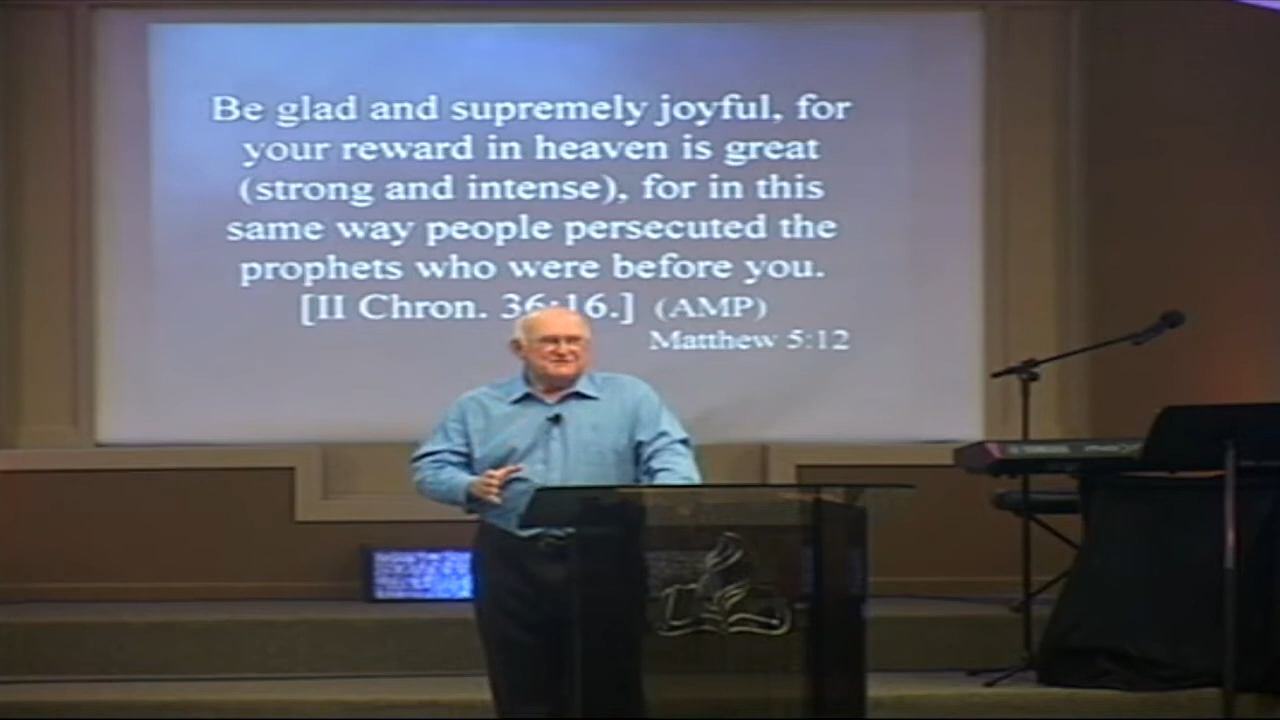 Be glad and supremely joyful, for
your reward in heaven is great
(strong and intense), for in this
same way people persecuted the
prophets who were before you.
[II Chron. 36:16.] (AMP)
Matthew 5:12